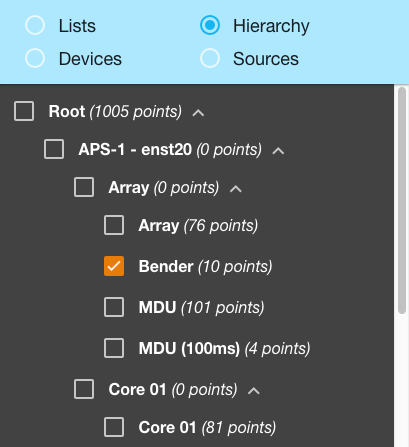 Lists Hierarchy
Devices Sources
Root (1005 points)
APS-1 - enst20 (0 points)
Array (0 points)
Array (76 points)
Bender (10 points)
MDU (101 points)
MDU (100ms) (4 points)
Core 01 (0 points)
Core 01 (81 points)